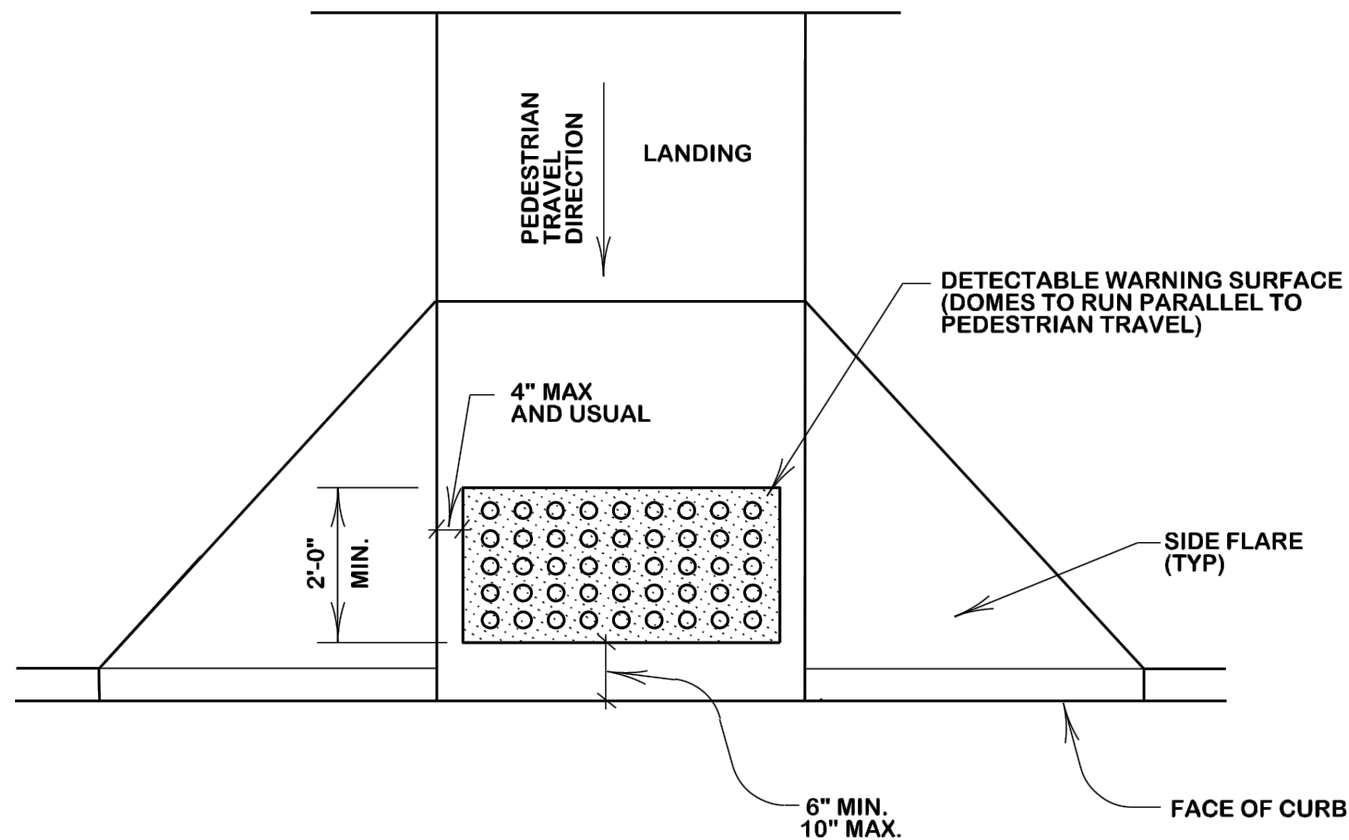 PEDESTRIAN
TRAVEL
DIRECTION
LANDING
DETECTABLE WARNING SURFACE
(DOMES TO RUN PARALLEL TO
PEDESTRIAN TRAVEL)
4" MAX
AND USUAL
2'-0"
MIN.
SIDE FLARE
(TYP)
6" MIN.
10" MAX.
FACE OF CURB